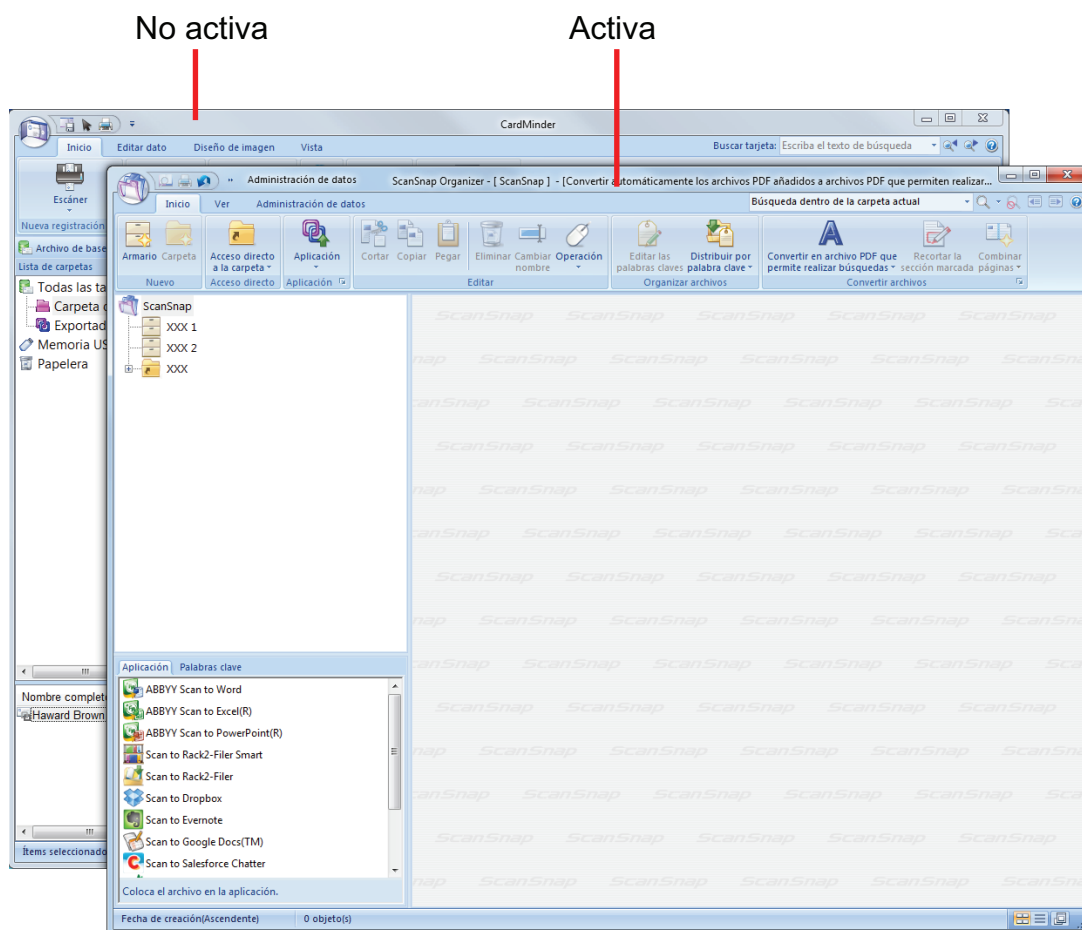 No activa
Activa
CardMinder
Inicio Editar dato Diseño de imagen Vista
Buscar tarjeta: Escriba el texto de búsqueda
Escáner
Nueva registración
Archivo de base
Lista de carpetas
Todas las ta
Carpeta
Exportad
Memoria US
Papelera
Nombre complet
Haward Brown
Ítems seleccionado
Administración de datos
ScanSnap Organizer - [ ScanSnap ] - [Convertir automáticamente los archivos PDF añadidos a archivos PDF que permiten realizar...
Inicio Ver Administración de datos
Búsqueda dentro de la carpeta actual
Armario Carpeta
Nuevo
Acceso directo
a la carpeta
Acceso directo
Aplicación
Aplicación
Cortar Copiar Pegar
Eliminar Cambiar
nombre
Operación
Editar
Editar las
palabras claves
Distribuir por
palabra clave
Organizar archivos
Convertir en archivo PDF que
permite realizar búsquedas
Recortar la
sección marcada
Combinar
páginas
Convertir archivos
ScanSnap
XXX 1
XXX 2
XXX
Aplicación Palabras clave
ABBYY Scan to Word
ABBYY Scan to Excel(R)
ABBYY Scan to PowerPoint(R)
Scan to Rack2-Filer Smart
Scan to Rack2-Filer
Scan to Dropbox
Scan to Evernote
Scan to Google Docs(TM)
Scan to Salesforce Chatter
Coloca el archivo en la aplicación.
Fecha de creación(Ascendente) 0 objeto(s)
ScanSnap ScanSnap ScanSnap ScanSnap ScanSnap